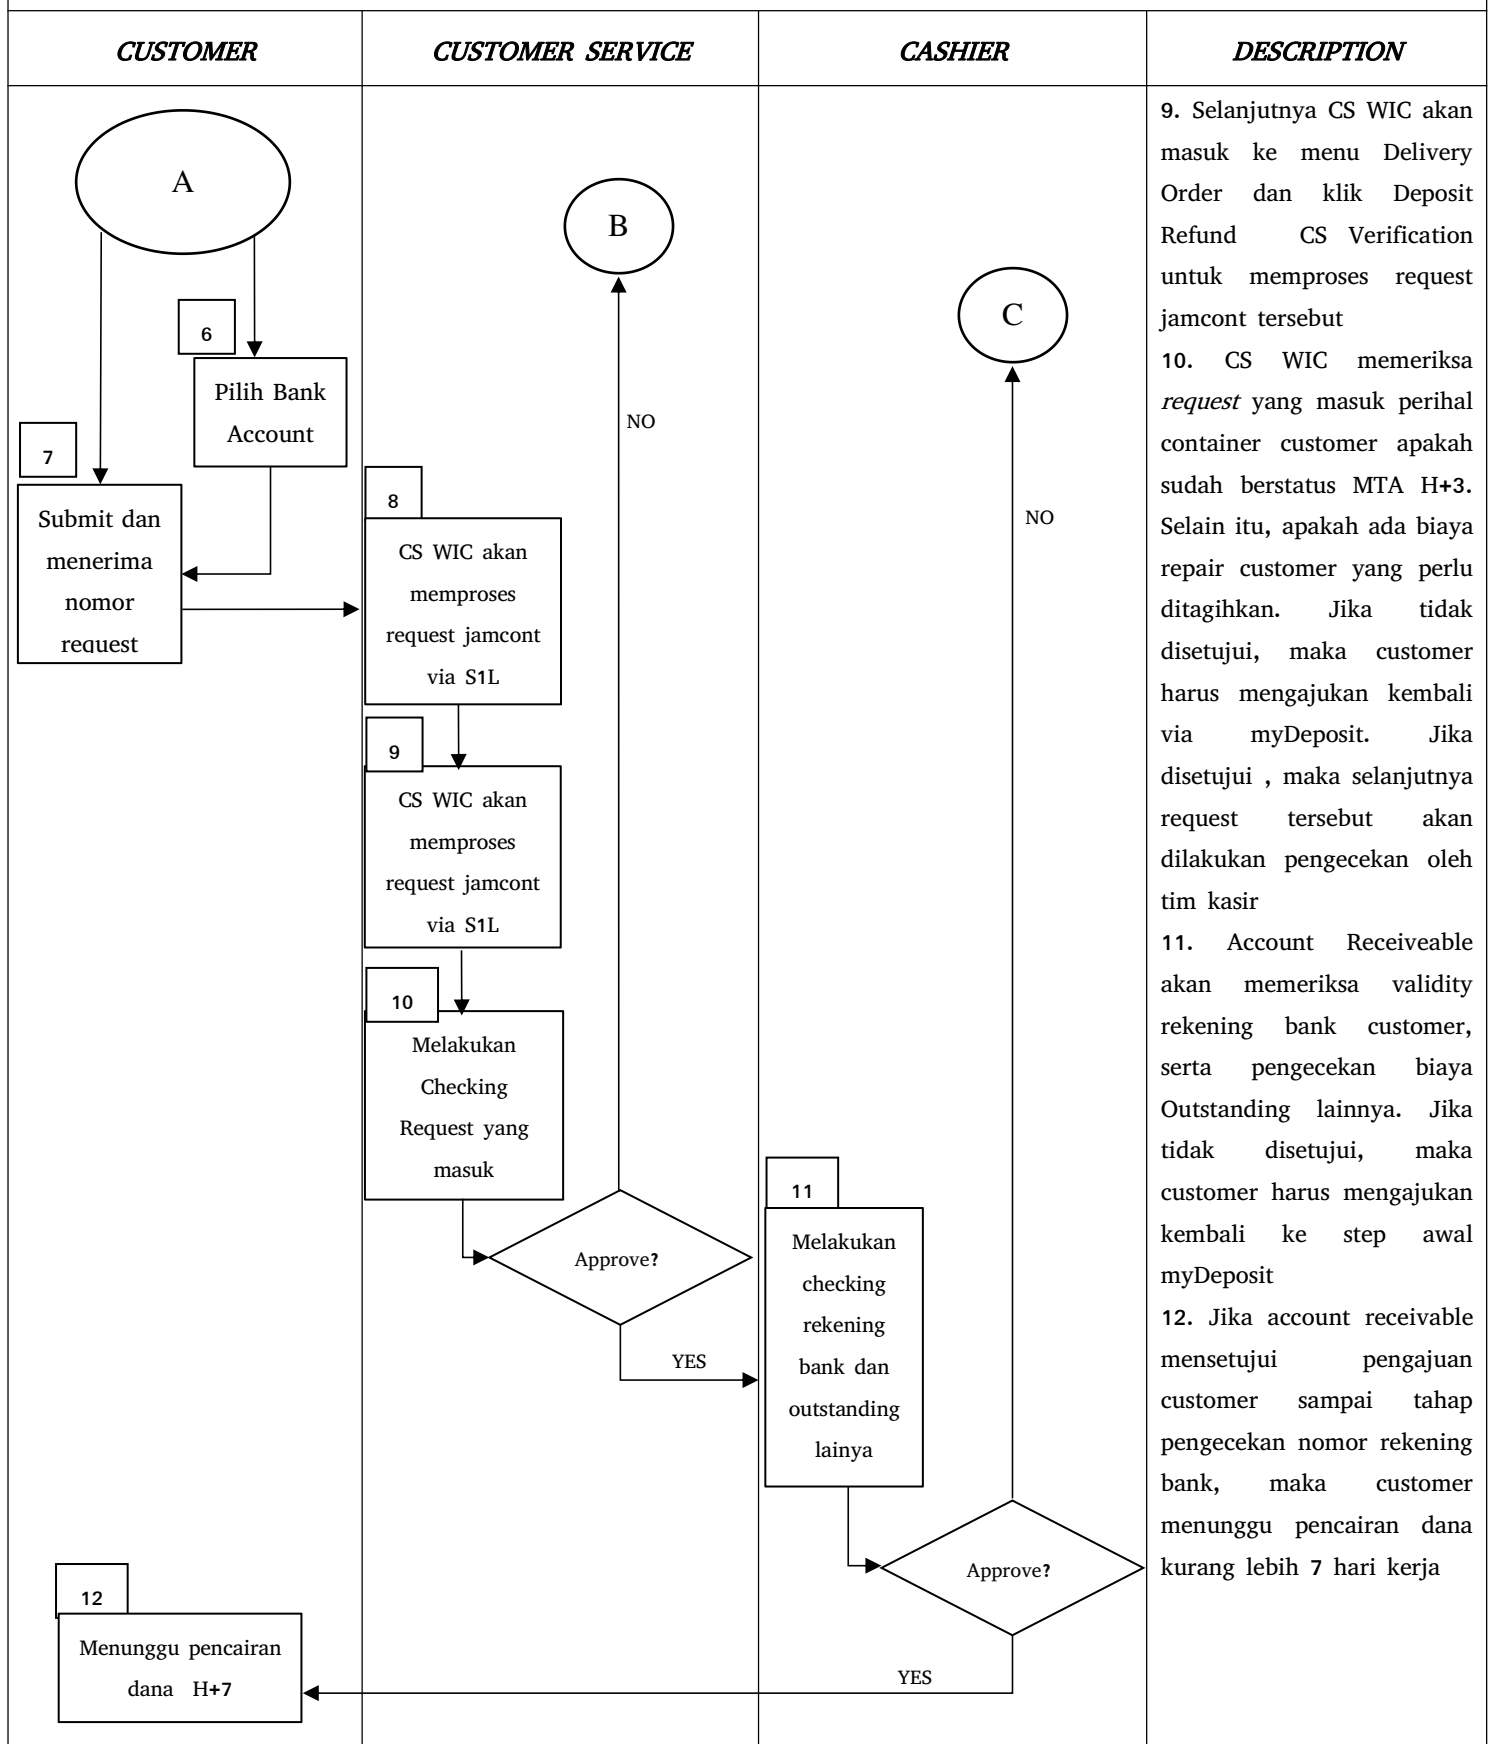 CUSTOMER
CUSTOMER SERVICE
CASHIER
DESCRIPTION
A
6
Pilih Bank
Account
7
Submit dan
menerima
nomor
request
B
NO
8
CS WIC akan
memproses
request jamcont
via S1L
9
CS WIC akan
memproses
request jamcont
via S1L
10
Melakukan
Checking
Request yang
masuk
Approve?
YES
C
NO
11
Melakukan
checking
rekening
bank dan
outstanding
lainya
Approve?
YES
12
Menunggu pencairan
dana H+7
9. Selanjutnya CS WIC akan
masuk ke menu Delivery
Order dan klik Deposit
Refund CS Verification
untuk memproses request
jamcont tersebut
10. CS WIC memeriksa
request yang masuk perihal
container customer apakah
sudah berstatus MTA H+3.
Selain itu, apakah ada biaya
repair customer yang perlu
ditagihkan. Jika tidak
disetujui, maka customer
harus mengajukan kembali
via myDeposit. Jika
disetujui , maka selanjutnya
request tersebut akan
dilakukan pengecekan oleh
tim kasir
11. Account Receiveable
akan memeriksa validity
rekening bank customer,
serta pengecekan biaya
Outstanding lainnya. Jika
tidak disetujui, maka
customer harus mengajukan
kembali ke step awal
myDeposit
12. Jika account receivable
mensetujui pengajuan
customer sampai tahap
pengecekan nomor rekening
bank, maka customer
menunggu pencairan dana
kurang lebih 7 hari kerja